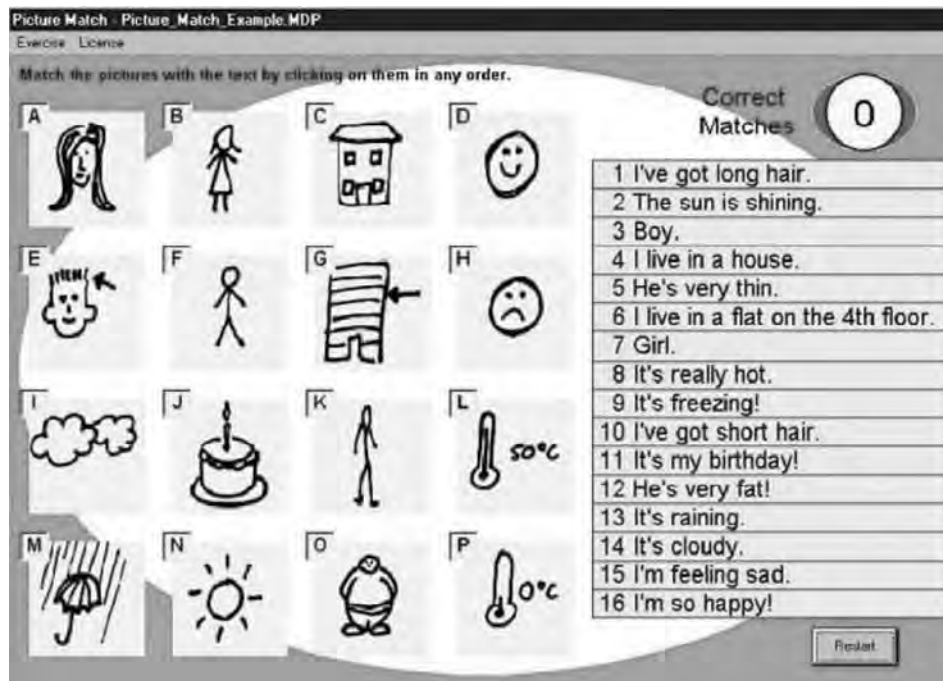 Picture Match - Picture_Match_Example.MDP
Exercise License
Match the pictures with the text by clicking on them in any order.
Correct
Matches
0
A
B
C
D
E
F
G
H
I
J
K
L
50°C
M
N
O
P
0°C
1 I've got long hair.
2 The sun is shining.
3 Boy.
4 I live in a house.
5 He's very thin.
6 I live in a flat on the 4th floor.
7 Girl.
8 It's really hot.
9 It's freezing!
10 I've got short hair.
11 It's my birthday!
12 He's very fat!
13 It's raining.
14 It's cloudy.
15 I'm feeling sad.
16 I'm so happy!
Restart